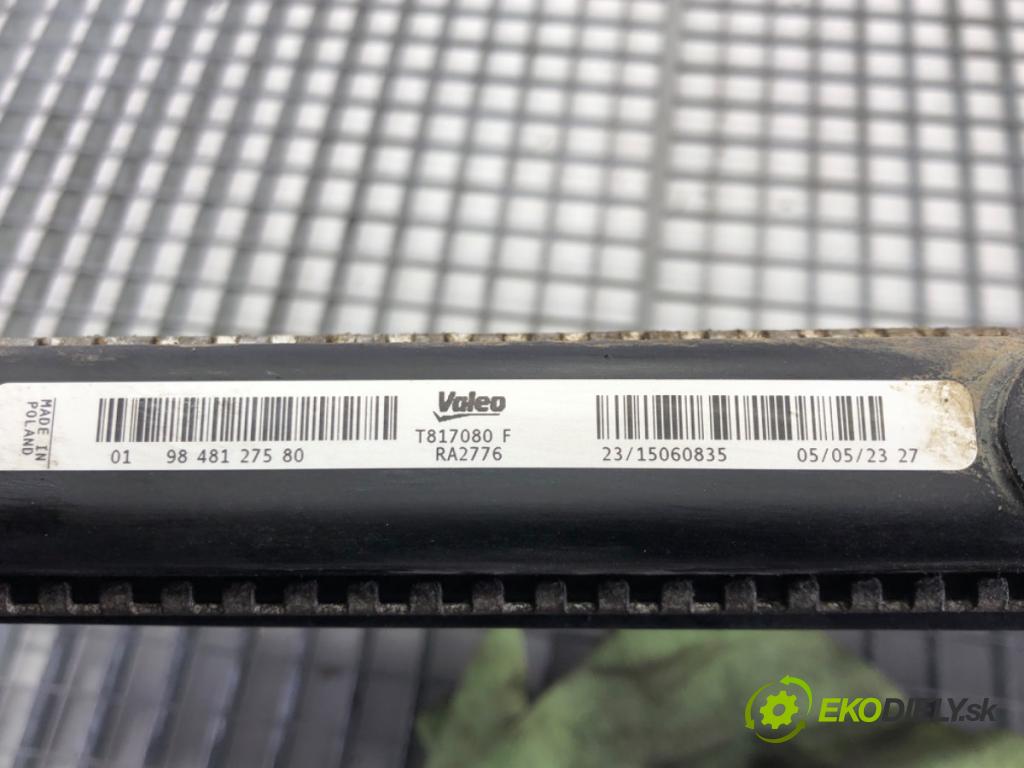 MADE IN
POLAND
01 98 481 275 80
Valeo
T817080 F
RA2776
23/15060835 05/05/23 27
EKODIELY.sk